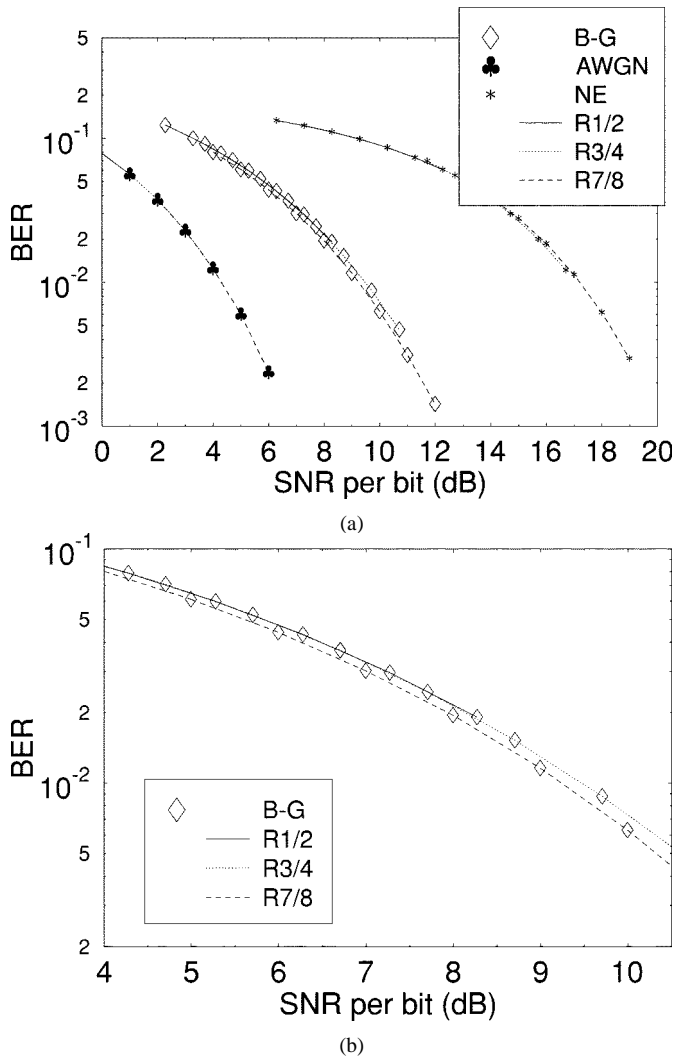 B-G
AWGN
NE
R1/2
R3/4
R7/8
5
2
10-1
5
2
10-2
5
2
10-3
BER
0 2 4 6 8 10 12 14 16 18 20
SNR per bit (dB)
(a)
10-1
5
2
10-2
5
2
BER
B-G
R1/2
R3/4
R7/8
4 5 6 7 8 9 10
SNR per bit (dB)
(b)